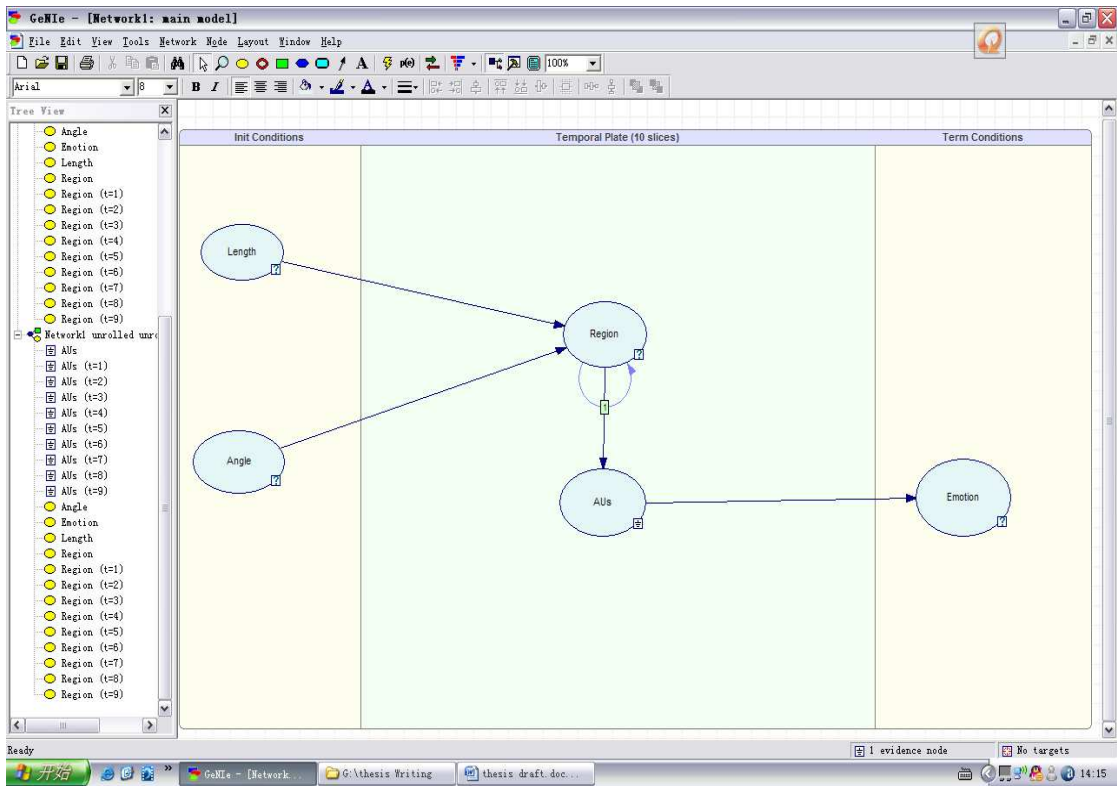 GeNIe - [Network1: main model]
File Edit View Tools Network Node Layout Window Help
100%
Arial 8 B I
Tree View
Angle
Emotion
Length
Region
Region (t=1)
Region (t=2)
Region (t=3)
Region (t=4)
Region (t=5)
Region (t=6)
Region (t=7)
Region (t=8)
Region (t=9)
Network1 unrolled unro
AUs
AUs (t=1)
AUs (t=2)
AUs (t=3)
AUs (t=4)
AUs (t=5)
AUs (t=6)
AUs (t=7)
AUs (t=8)
AUs (t=9)
Angle
Emotion
Length
Region
Region (t=1)
Region (t=2)
Region (t=3)
Region (t=4)
Region (t=5)
Region (t=6)
Region (t=7)
Region (t=8)
Region (t=9)
Init Conditions Temporal Plate (10 slices) Term Conditions
Length
Region
1
Angle
AUs
Emotion
Ready 1 evidence node No targets
开始 GeNIe - [Network... G:\thesis Writing thesis draft.doc... 14:15